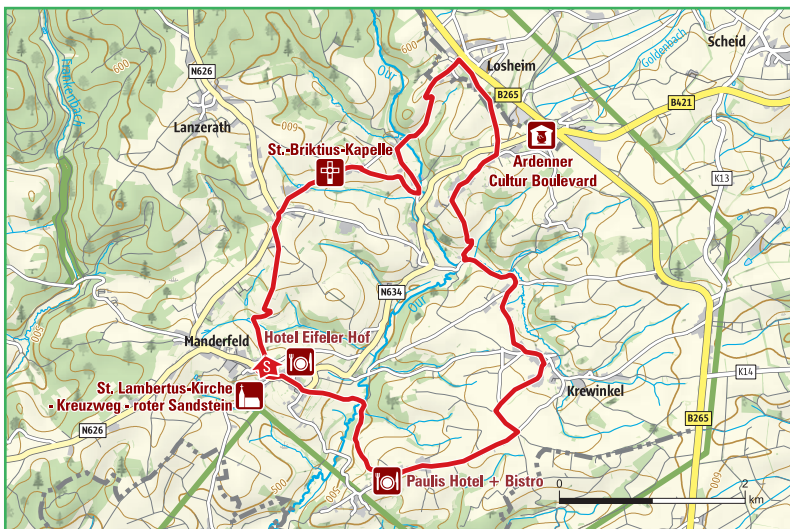 600
Losheim
Scheid
Goldenbach
N626
B265
B421
Frankenbach
Our
600
Lanzerath
St.-Briktius-Kapelle
Ardenner
Cultur Boulevard
K13
N634
Our
500
Manderfeld
Hotel Eifeler Hof
S
St. Lambertus-Kirche
- Kreuzweg - roter Sandstein
Krewinkel
K14
B265
N626
500
500
Paulis Hotel + Bistro
600
0
2
km